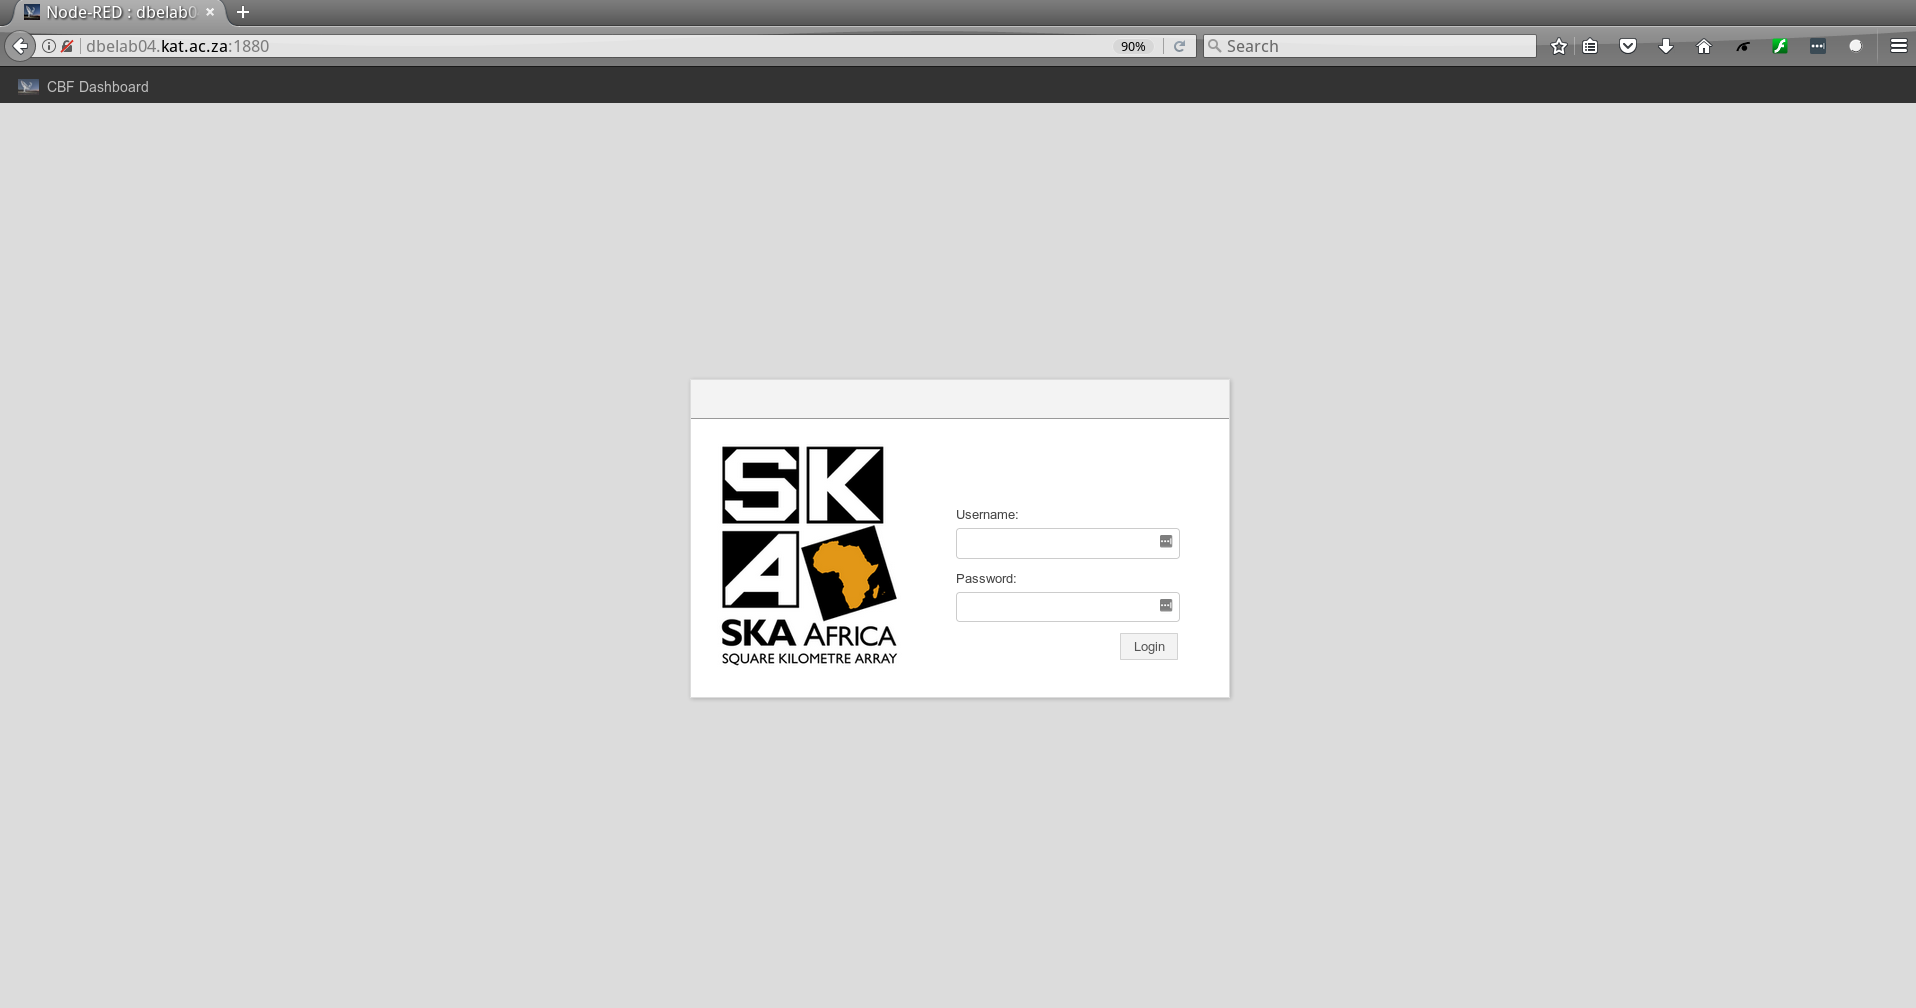 Node-RED : dbelab0
dbelab04.kat.ac.za:1880
90%
Search
CBF Dashboard
SK
A
SKA AFRICA
SQUARE KILOMETRE ARRAY
Username:
Password:
Login